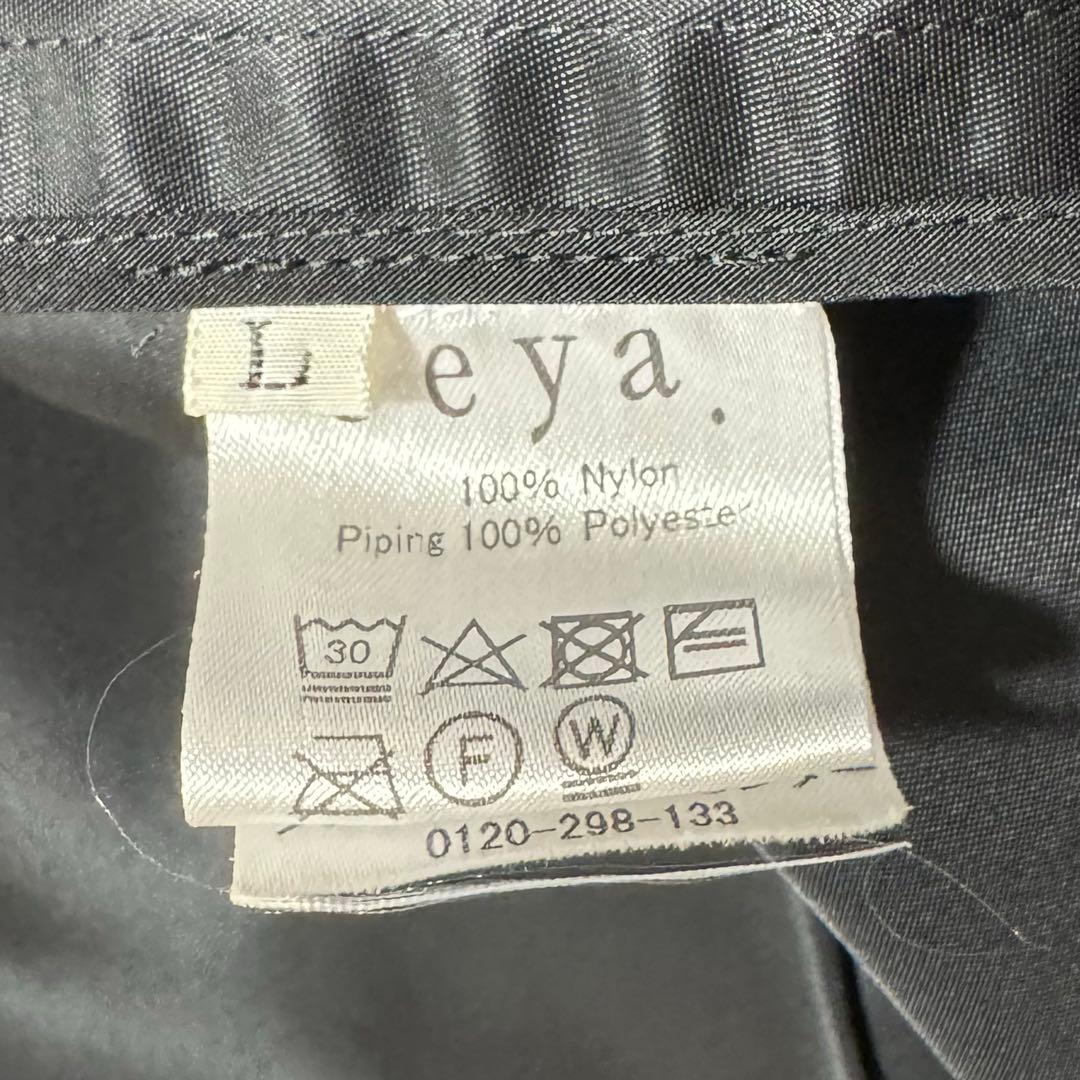 L
eya.
100% Nylon
Piping 100% Polyester
30
F W
0120-298-133